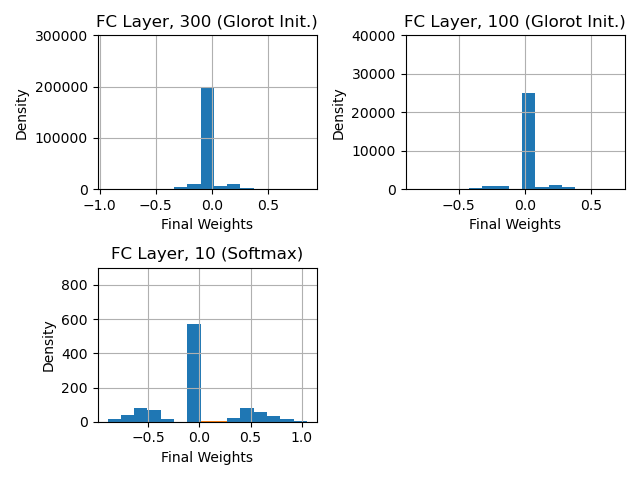 FC Layer, 300 (Glorot Init.)
300000
200000
100000
0
Density
−1.0 −0.5 0.0 0.5
Final Weights
FC Layer, 100 (Glorot Init.)
40000
30000
20000
10000
0
Density
−0.5 0.0 0.5
Final Weights
FC Layer, 10 (Softmax)
800
600
400
200
0
Density
−0.5 0.0 0.5 1.0
Final Weights